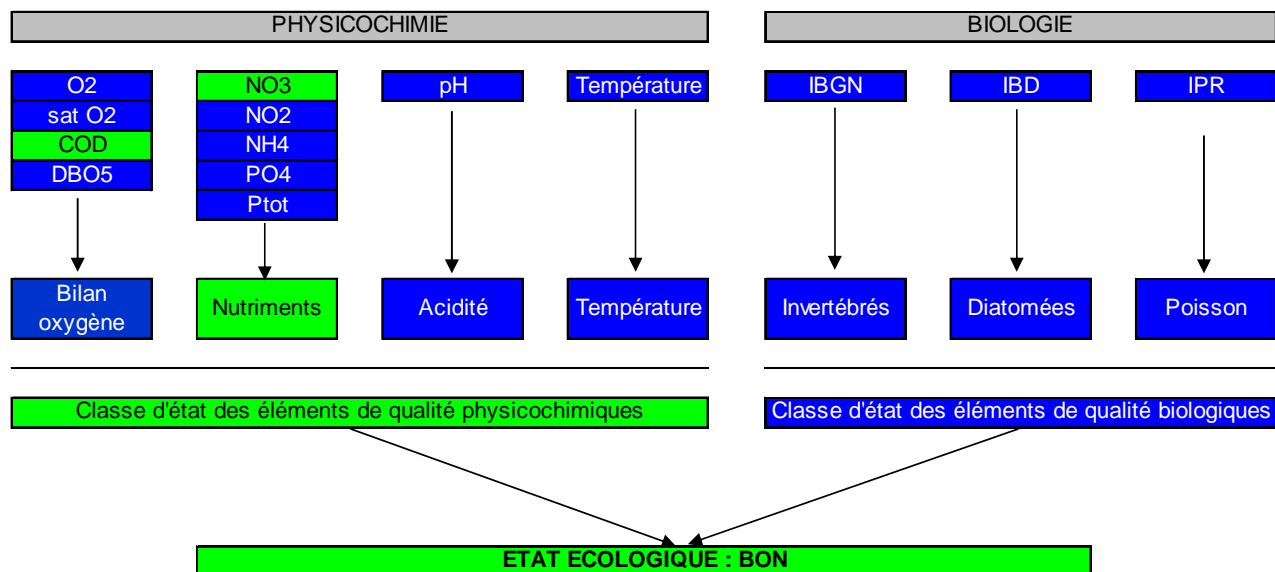 PHYSICOCHIMIE
BIOLOGIE
O2
NO3
pH
Température
IBGN
IBD
IPR
sat O2
NO2
COD
NH4
DBO5
PO4
Ptot
Bilan
oxygène
Nutriments
Acidité
Température
Invertébrés
Diatomées
Poisson
Classe d'état des éléments de qualité physicochimiques
Classe d'état des éléments de qualité biologiques
ETAT ECOLOGIQUE : BON